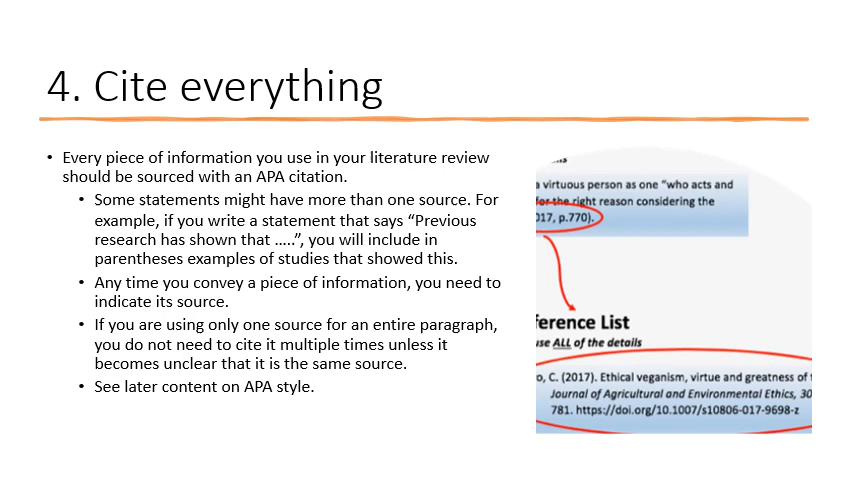 4. Cite everything
• Every piece of information you use in your literature review
should be sourced with an APA citation.
• Some statements might have more than one source. For
example, if you write a statement that says “Previous
research has shown that …..”, you will include in
parentheses examples of studies that showed this.
• Any time you convey a piece of information, you need to
indicate its source.
• If you are using only one source for an entire paragraph,
you do not need to cite it multiple times unless it
becomes unclear that it is the same source.
• See later content on APA style.
a virtuous person as one “who acts and
for the right reason considering the
017, p.770).
ference List
use ALL of the details
o, C. (2017). Ethical veganism, virtue and greatness of
Journal of Agricultural and Environmental Ethics, 30
781. https://doi.org/10.1007/s10806-017-9698-z